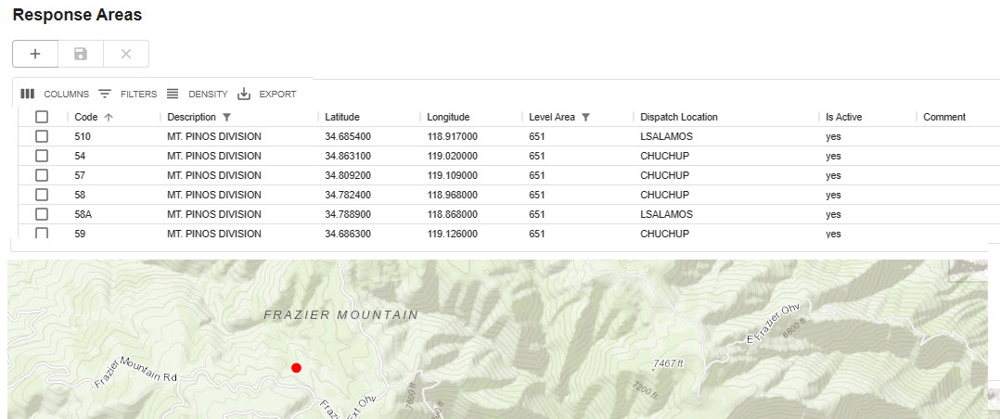 Response Areas
COLUMNS FILTERS DENSITY EXPORT
Code Description Latitude Longitude Level Area Dispatch Location Is Active Comment
510 MT. PINOS DIVISION 34.685400 118.917000 651 LSALAMOS yes
54 MT. PINOS DIVISION 34.863100 119.020000 651 CHUCHUP yes
57 MT. PINOS DIVISION 34.809200 119.109000 651 CHUCHUP yes
58 MT. PINOS DIVISION 34.782400 118.968000 651 CHUCHUP yes
58A MT. PINOS DIVISION 34.788900 118.868000 651 LSALAMOS yes
59 MT. PINOS DIVISION 34.686300 119.126000 651 CHUCHUP yes
FRAZIER MOUNTAIN
E Frazier Ohv
6800 ft
7467 ft
Frazier Mountain Rd
7200 ft
7600 ft
Ext Ohv